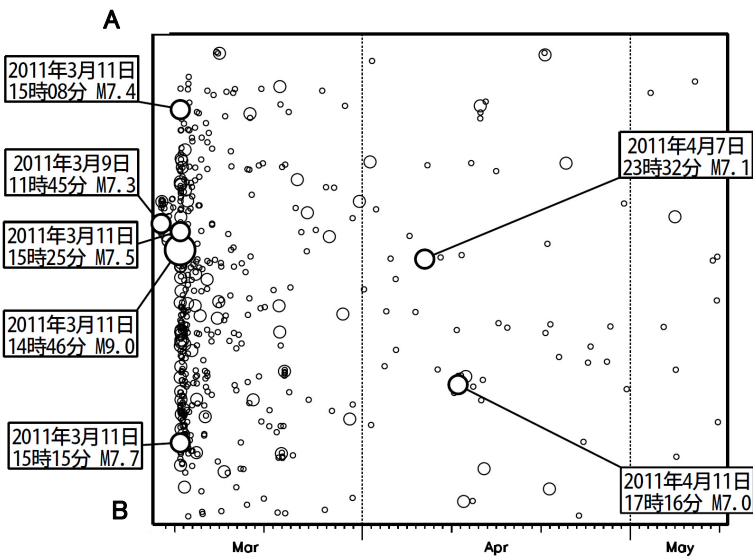 A
2011年3月11日
15時08分 M7.4
2011年3月9日
11時45分 M7.3
2011年3月11日
15時25分 M7.5
2011年3月11日
14時46分 M9.0
2011年3月11日
15時15分 M7.7
B
2011年4月7日
23時32分 M7.1
2011年4月11日
17時16分 M7.0
Mar
Apr
May